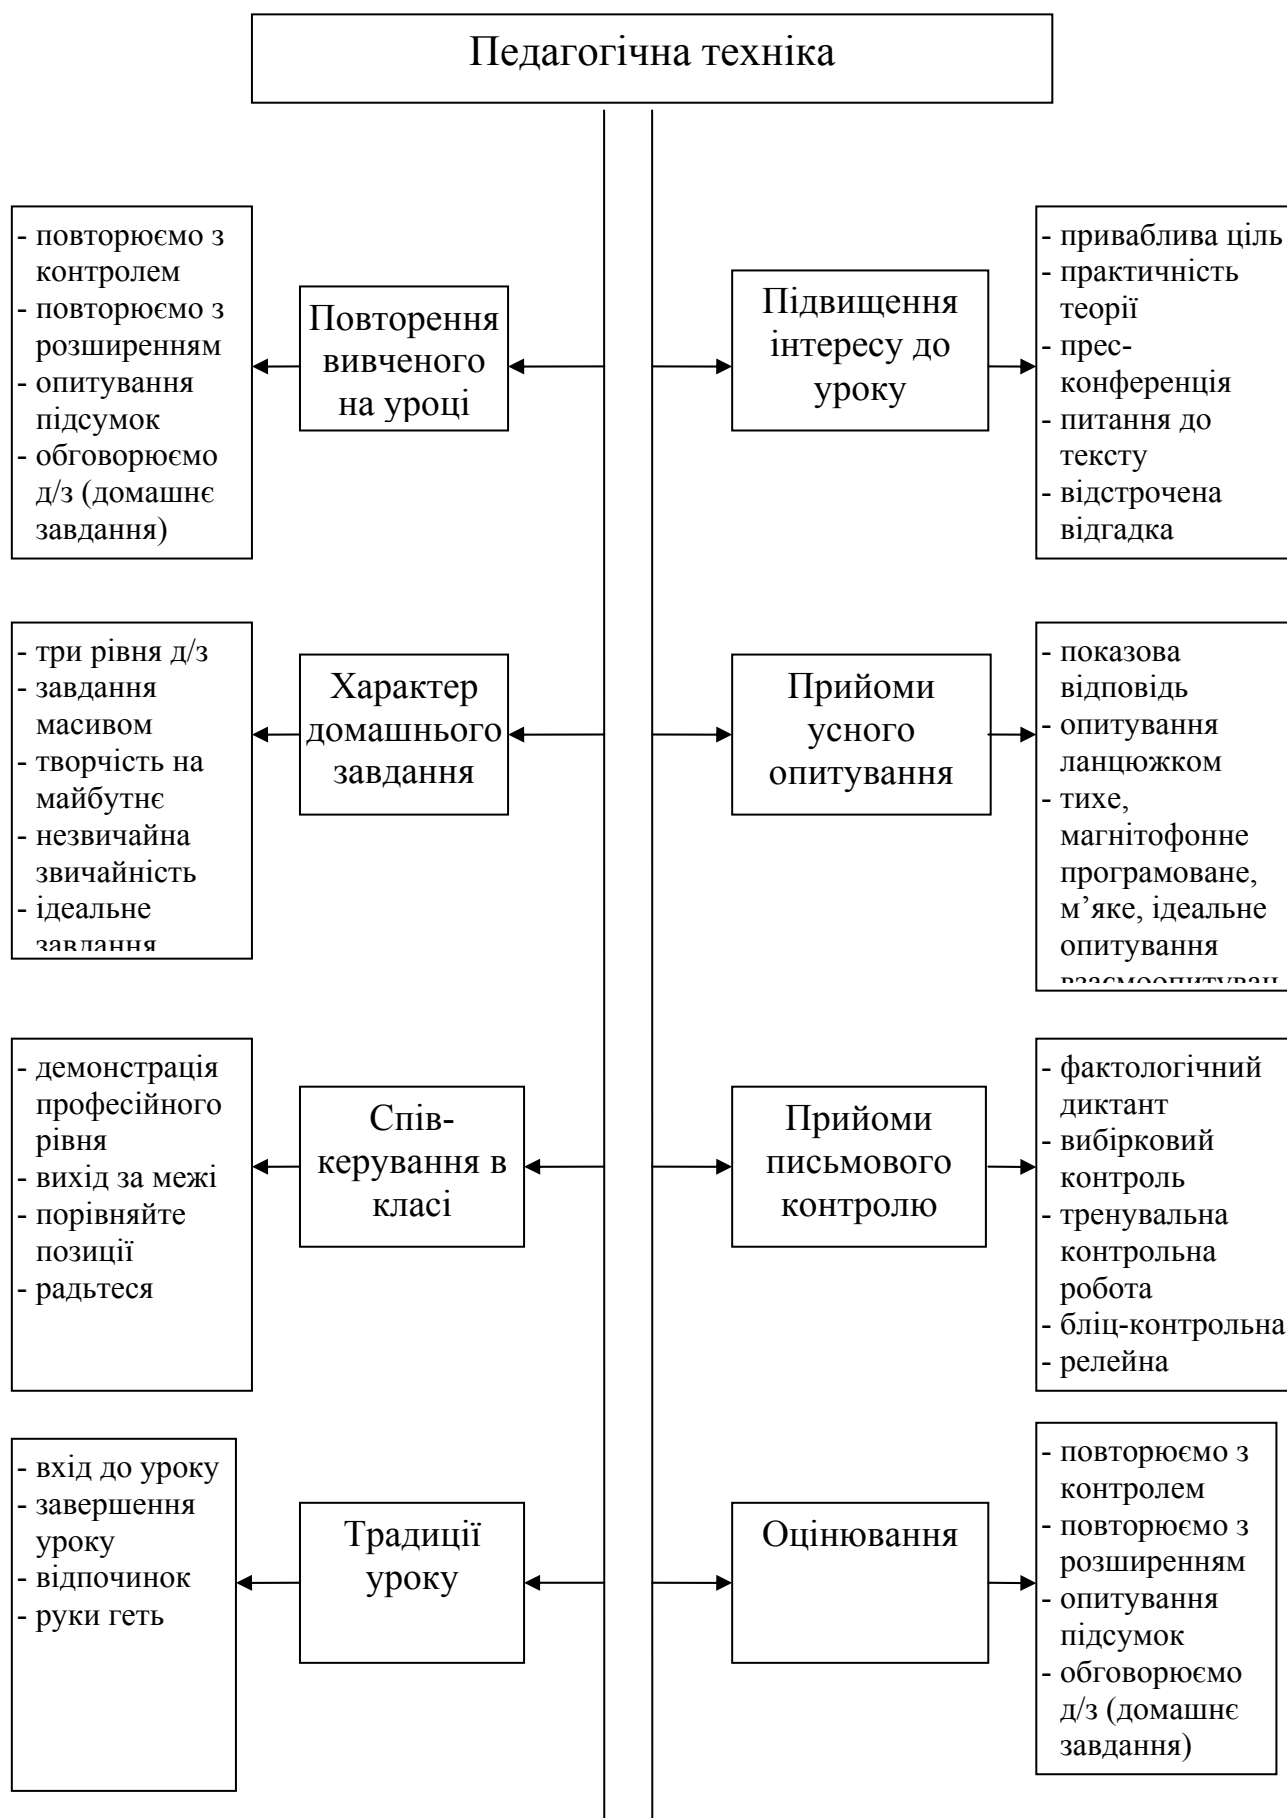 Педагогічна техніка
- повторюємо з
контролем
- повторюємо з
розширенням
- опитування
підсумок
- обговорюємо
д/з (домашнє
завдання)
Повторення
вивченого
на уроці
Підвищення
інтересу до
уроку
- приваблива ціль
- практичність
теорії
- прес-
конференція
- питання до
тексту
- відстрочена
відгадка
- три рівня д/з
- завдання
масивом
- творчість на
майбутнє
- незвичайна
звичайність
- ідеальне
завдання
Характер
домашнього
завдання
Прийоми
усного
опитування
- показова
відповідь
- опитування
ланцюжком
- тихе,
магнітофонне
програмоване,
м’яке, ідеальне
опитування
взаємоопитуван
- демонстрація
професійного
рівня
- вихід за межі
- порівняйте
позиції
- радьтеся
Спів-
керування в
класі
Прийоми
письмового
контролю
- фактологічний
диктант
- вибірковий
контроль
- тренувальна
контрольна
робота
- бліц-контрольна
- релейна
- вхід до уроку
- завершення
уроку
- відпочинок
- руки геть
Традиції
уроку
Оцінювання
- повторюємо з
контролем
- повторюємо з
розширенням
- опитування
підсумок
- обговорюємо
д/з (домашнє
завдання)